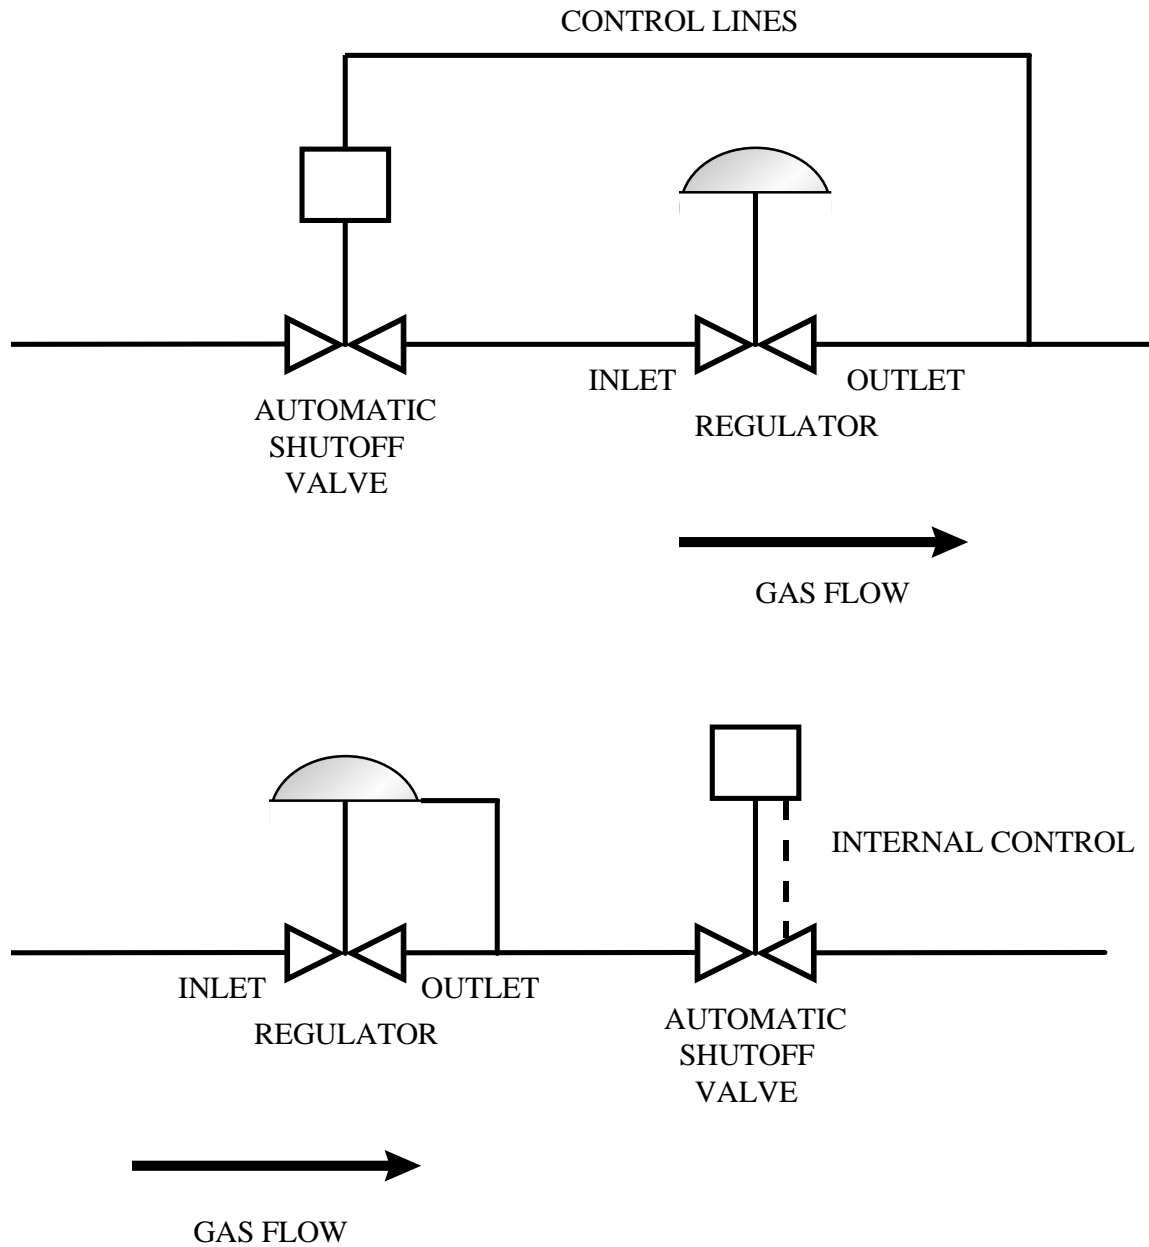 CONTROL LINES
INLET
OUTLET
AUTOMATIC
SHUTOFF
VALVE
REGULATOR
GAS FLOW
INTERNAL CONTROL
INLET
OUTLET
REGULATOR
AUTOMATIC
SHUTOFF
VALVE
GAS FLOW